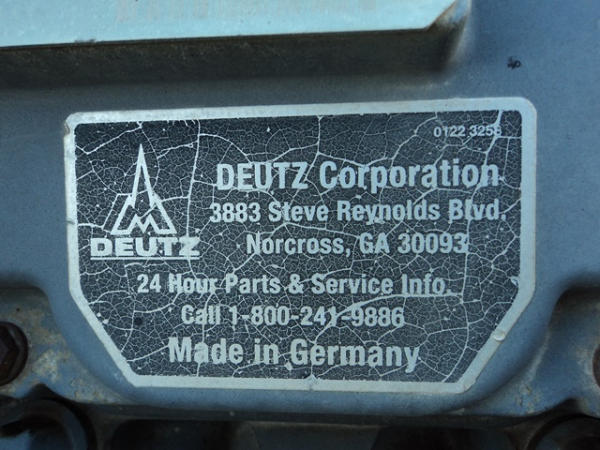 0122 3258
DEUTZ Corporation
3883 Steve Reynolds Blvd.
Norcross, GA 30093
DEUTZ
24 Hour Parts & Service Info.
Call 1-800-241-9886
Made in Germany